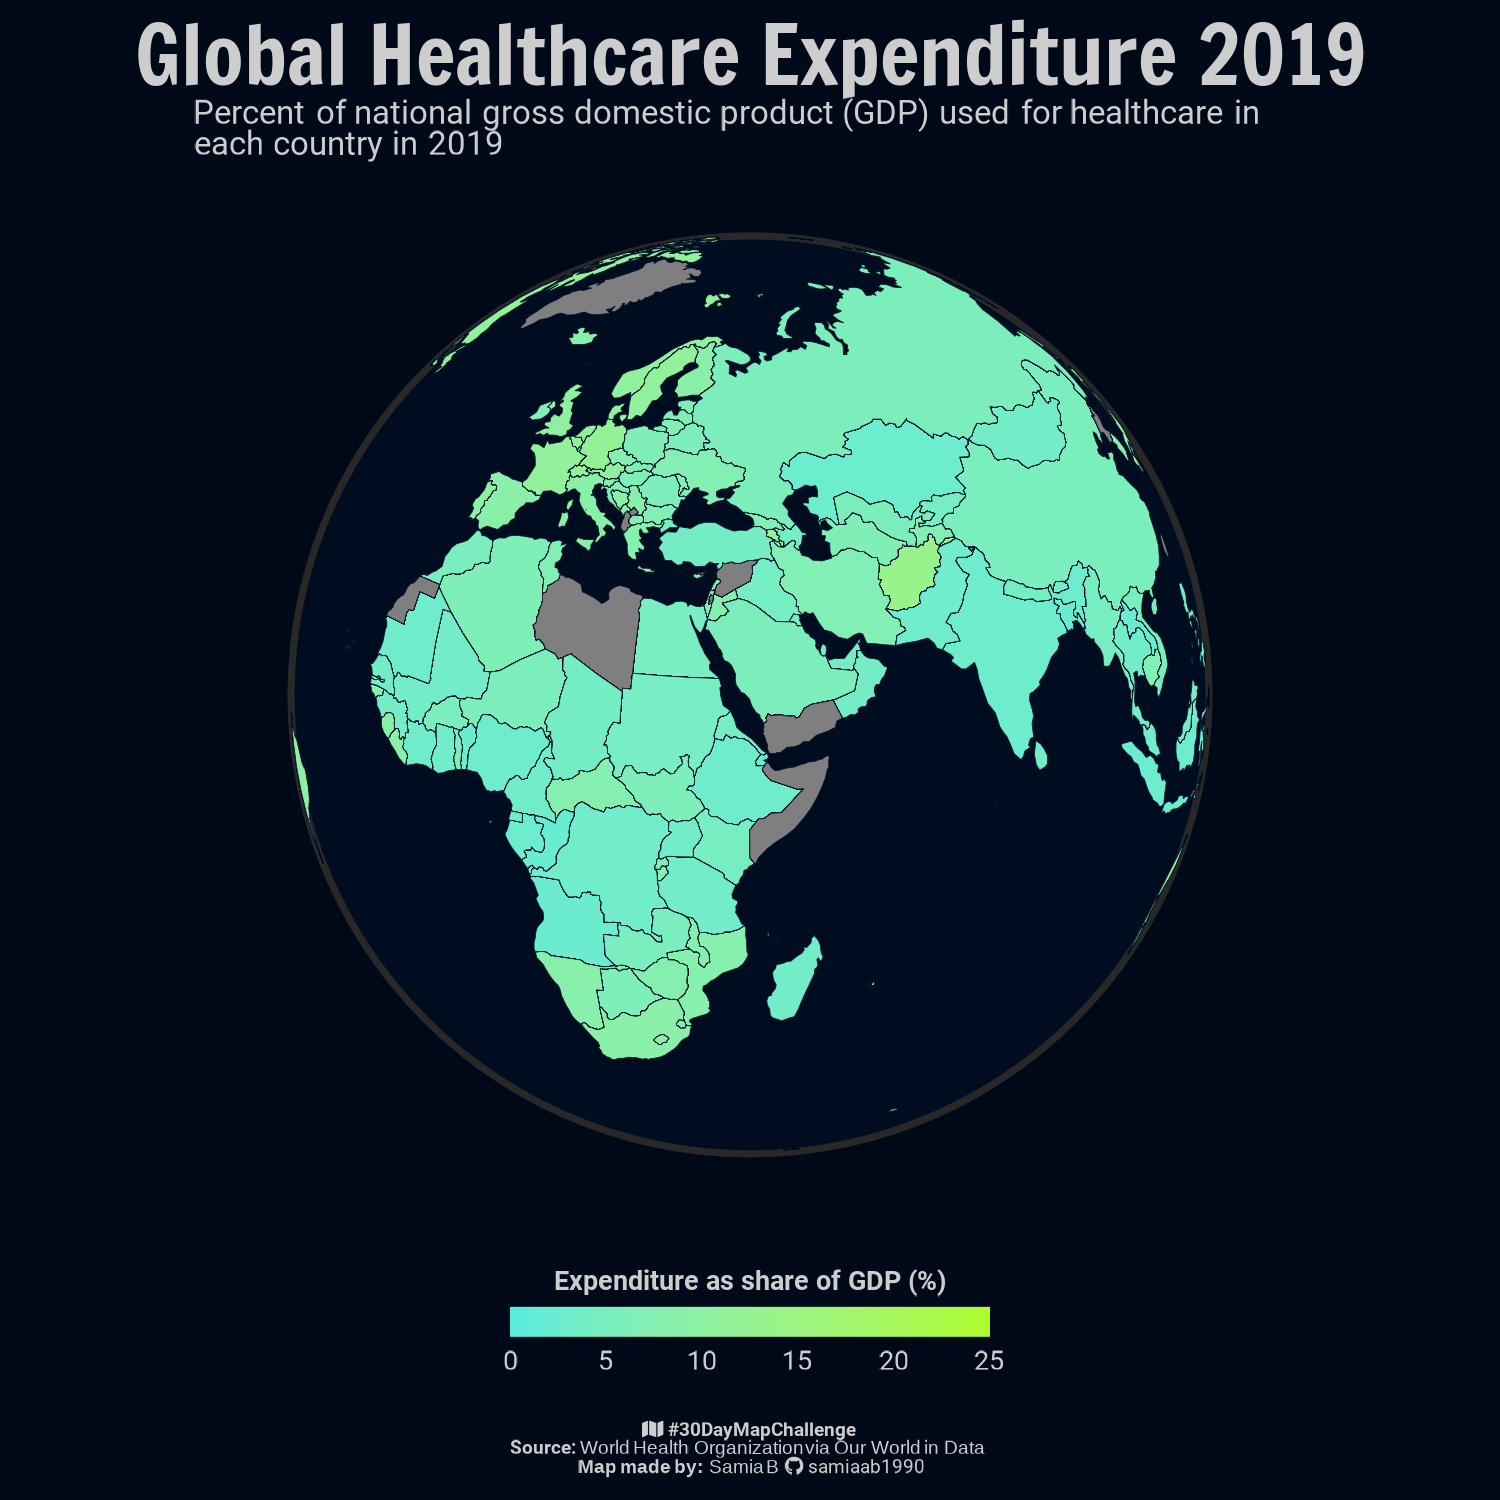 Global Healthcare Expenditure 2019
Percent of national gross domestic product (GDP) used for healthcare in
each country in 2019
Expenditure as share of GDP (%)
0 5 10 15 20 25
#30DayMapChallenge
Source: World Health Organization via Our World in Data
Map made by: Samia B samiaab1990